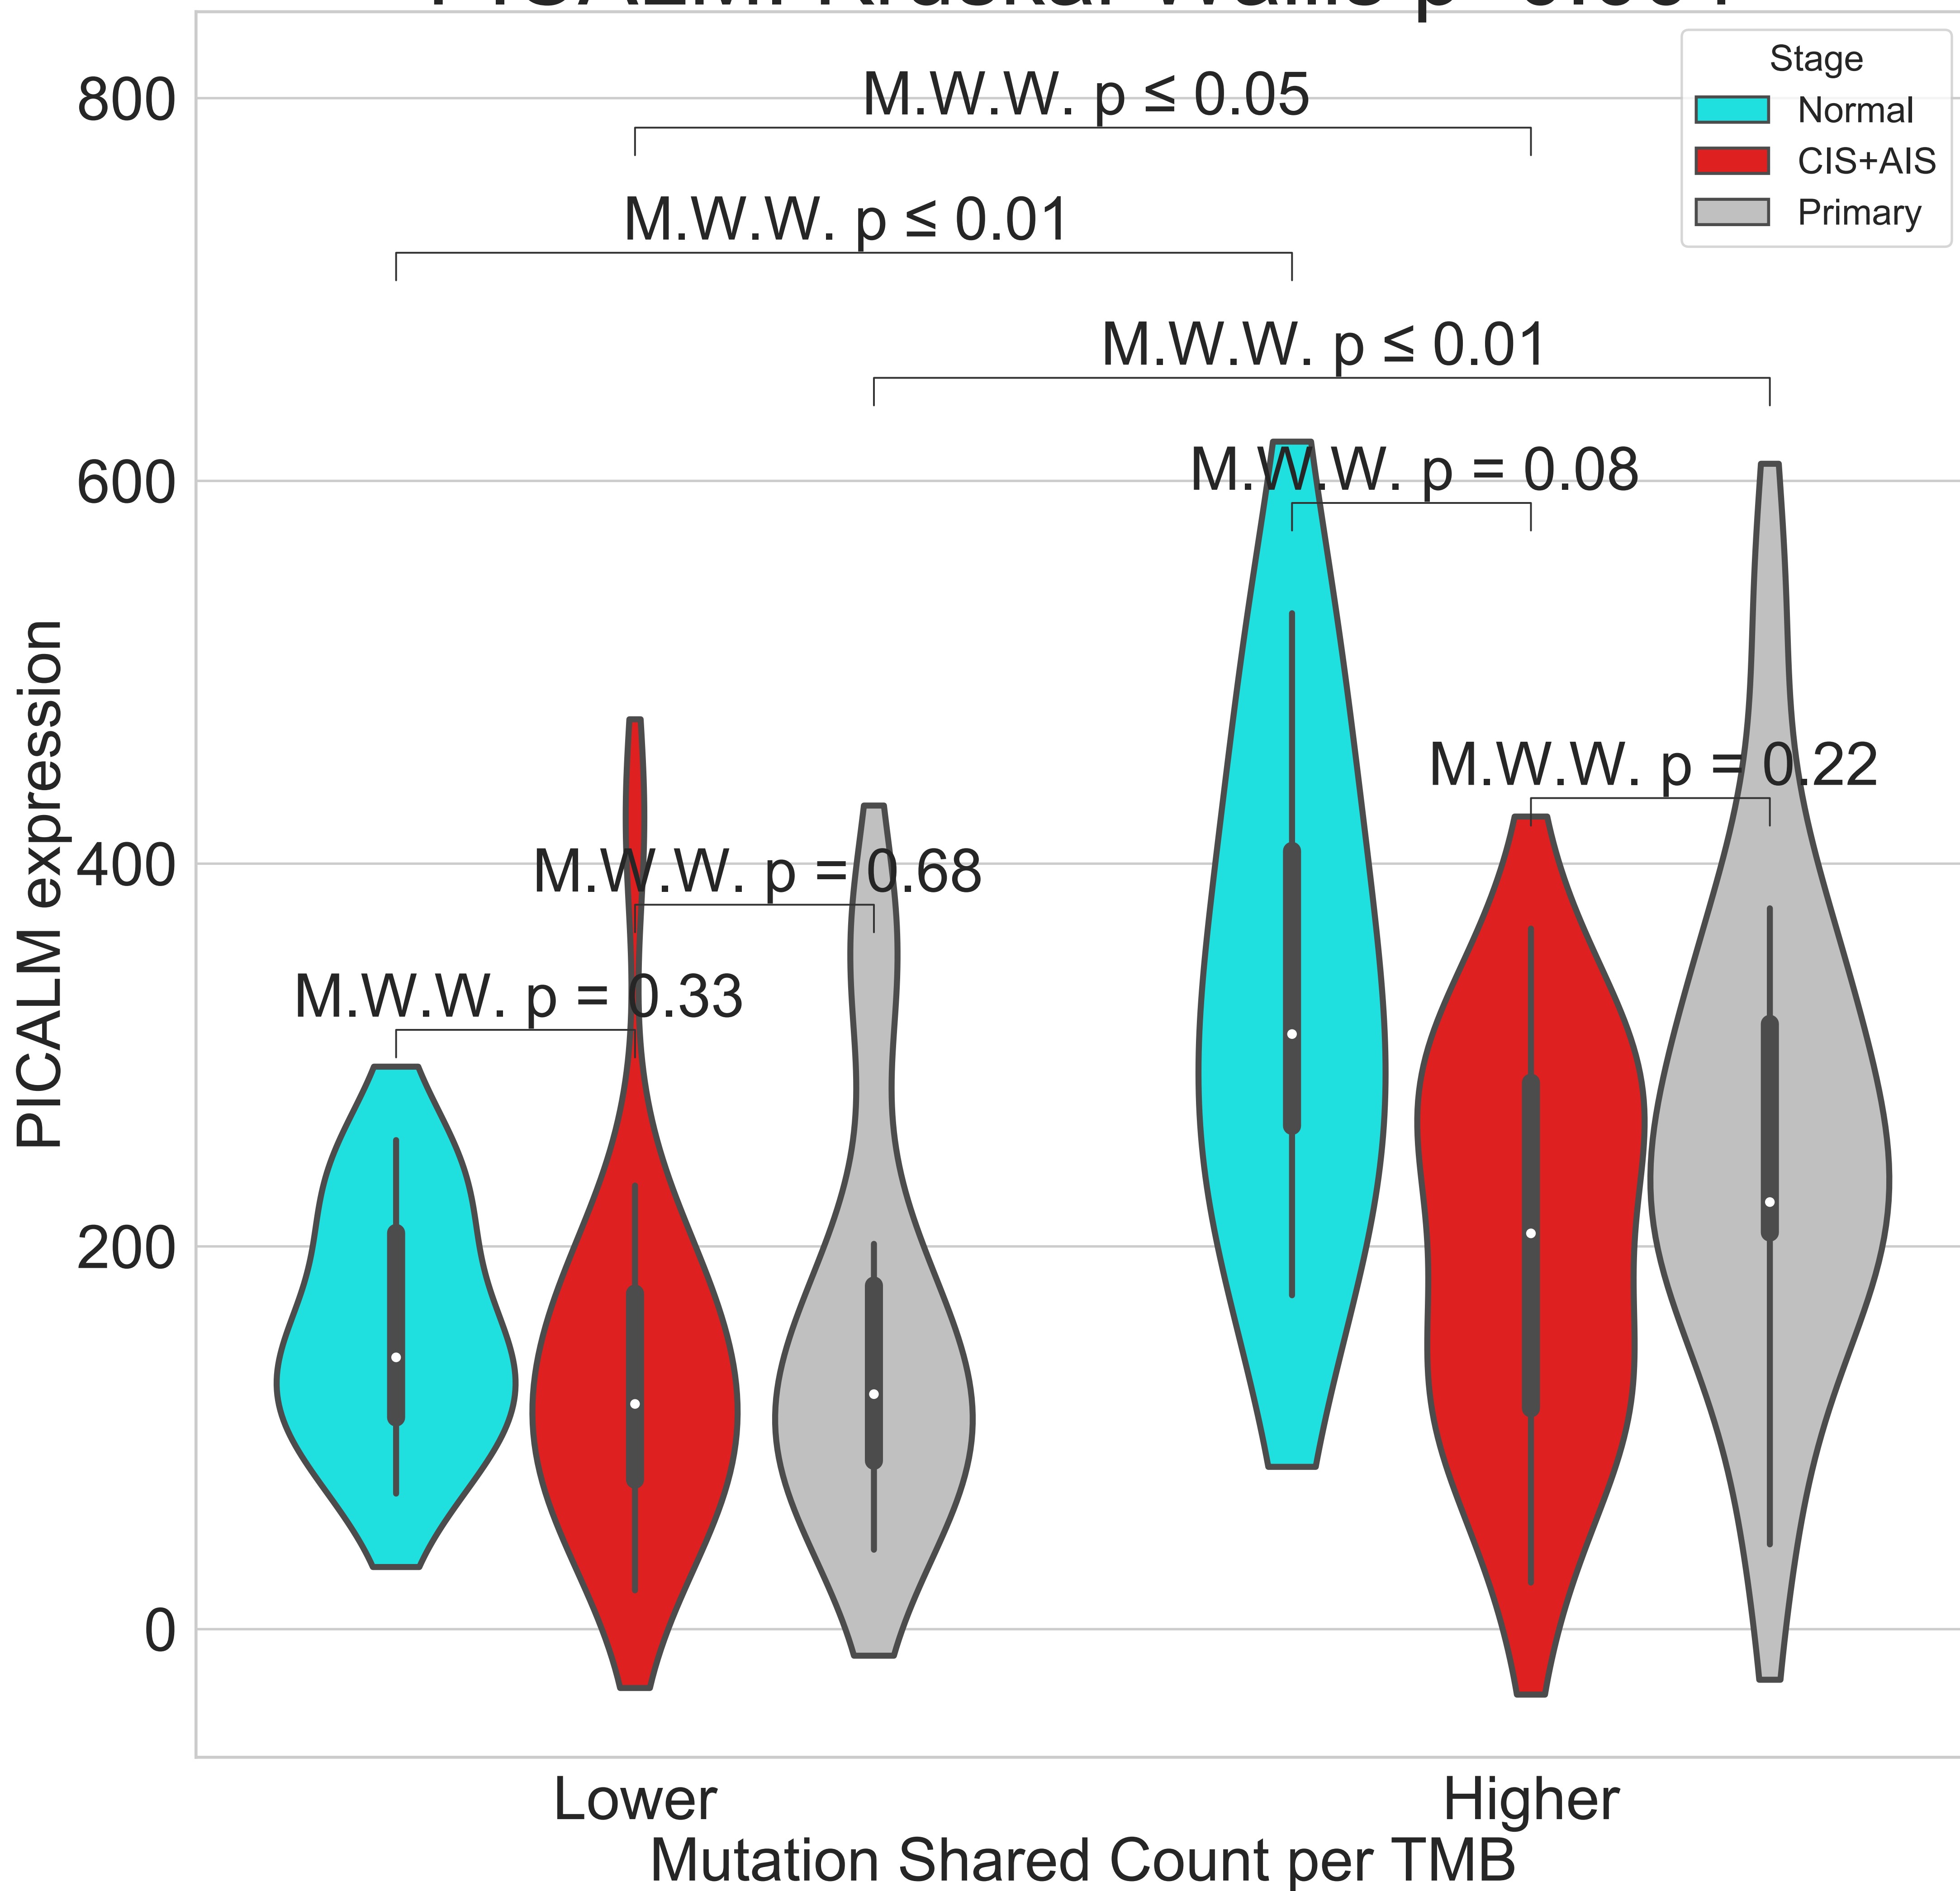 Stage
Normal
CIS+AIS
Primary
M.W.W. p ≤ 0.05
M.W.W. p ≤ 0.01
M.W.W. p ≤ 0.01
M.W.W. p = 0.08
M.W.W. p = 0.22
M.W.W. p = 0.68
M.W.W. p = 0.33
800
600
400
200
0
PICALM expression
Lower
Higher
Mutation Shared Count per TMB